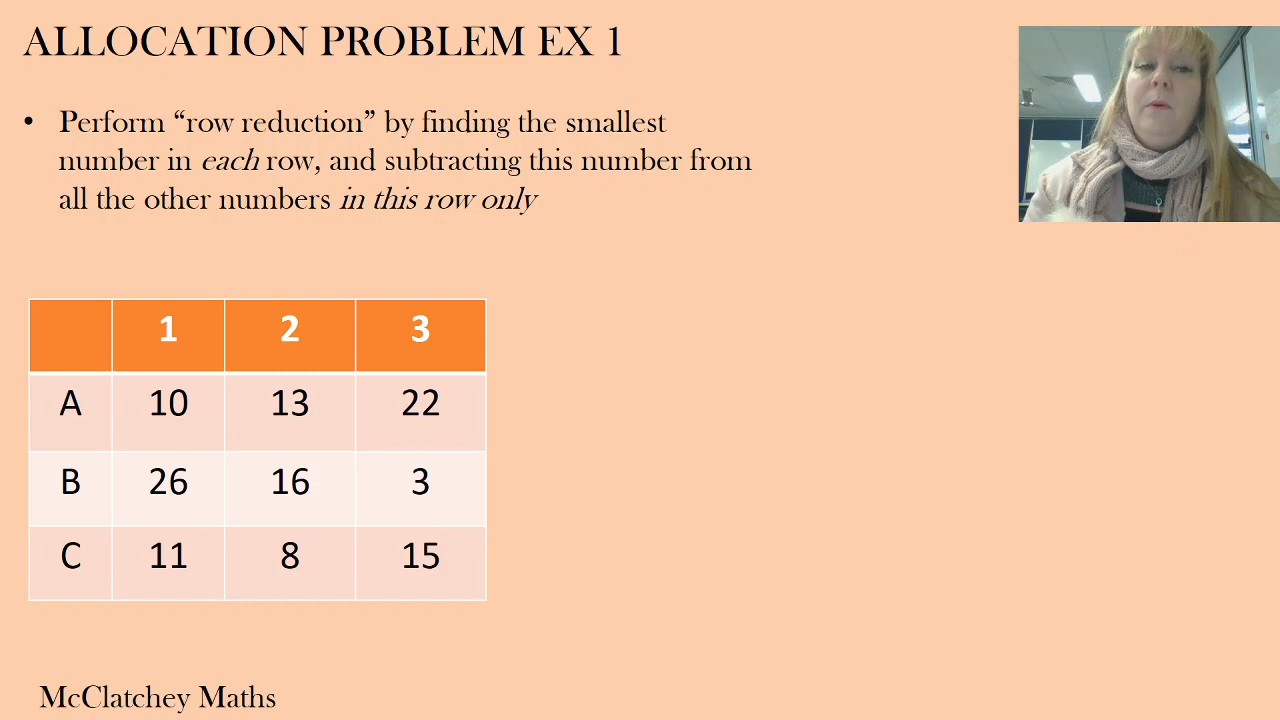 ALLOCATION PROBLEM EX 1
• Perform “row reduction” by finding the smallest
number in each row, and subtracting this number from
all the other numbers in this row only
1 2 3
A 10 13 22
B 26 16 3
C 11 8 15
McClatchey Maths